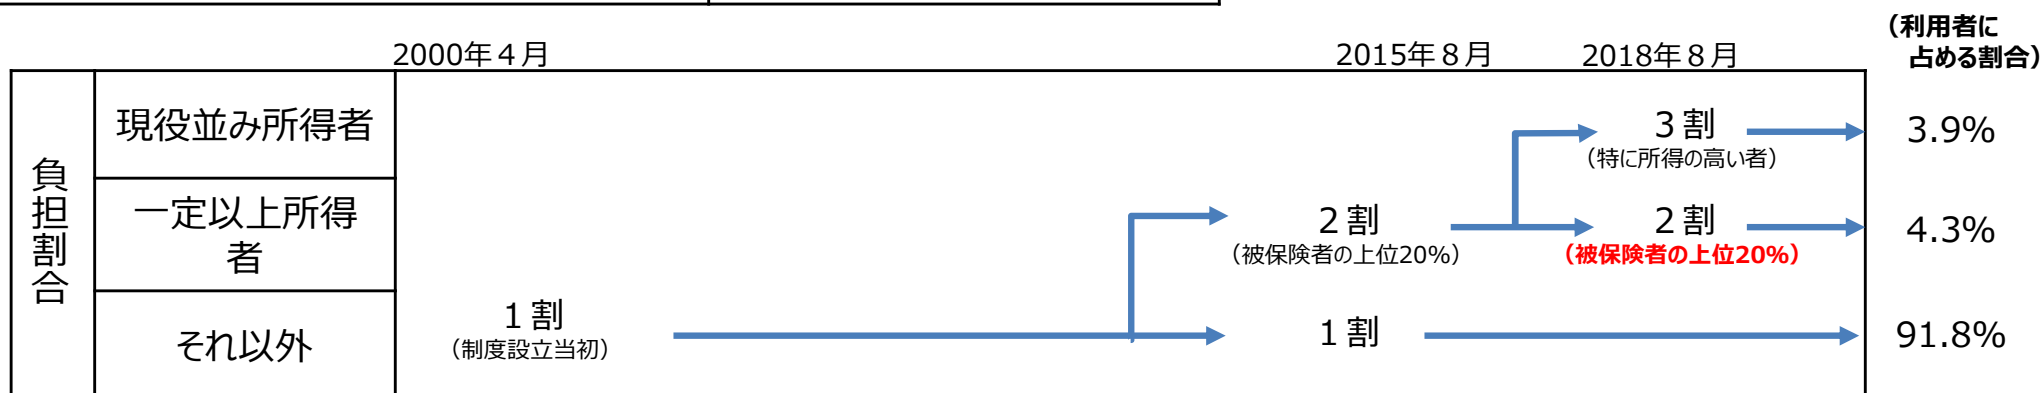 （利用者に
占める割合）
2000年４月
2015年８月
2018年８月
負担割合
現役並み所得者
３割
（特に所得の高い者）
3.9%
一定以上所得
者
２割
（被保険者の上位20%）
２割
（被保険者の上位20%）
4.3%
それ以外
１割
（制度設立当初）
１割
91.8%